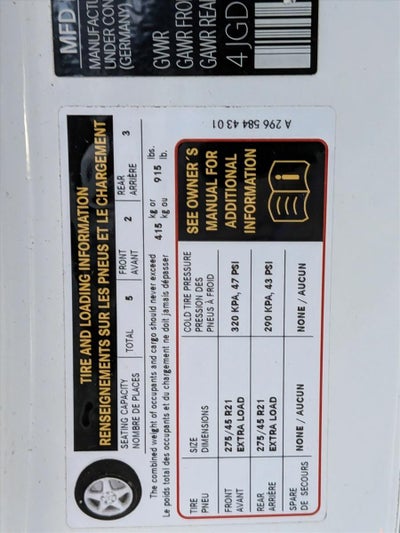 MFD
MANUFACTU
UNDER CON
(GERMANY)
GVWR
GAWR FRO
GAWR REA
4JGD
TIRE AND LOADING INFORMATION
RENSEIGNEMENTS SUR LES PNEUS ET LE CHARGEMENT
SEATING CAPACITY
NOMBRE DE PLACES
TOTAL 5
FRONT
AVANT
2
REAR
ARRIÈRE
3
The combined weight of occupants and cargo should never exceed 415 kg or 915 lbs.
Le poids total des occupants et du chargement ne doit jamais dépasser 415 kg ou 915 lb.
TIRE
PNEU
SIZE
DIMENSIONS
COLD TIRE PRESSURE
PRESSION DES
PNEUS À FROID
FRONT
AVANT
275/45 R21
EXTRA LOAD
320 KPA, 47 PSI
REAR
ARRIÈRE
275/45 R21
EXTRA LOAD
290 KPA, 43 PSI
SPARE
DE SECOURS
NONE / AUCUN
NONE / AUCUN
SEE OWNER'S
MANUAL FOR
ADDITIONAL
INFORMATION
A 296 584 43 01